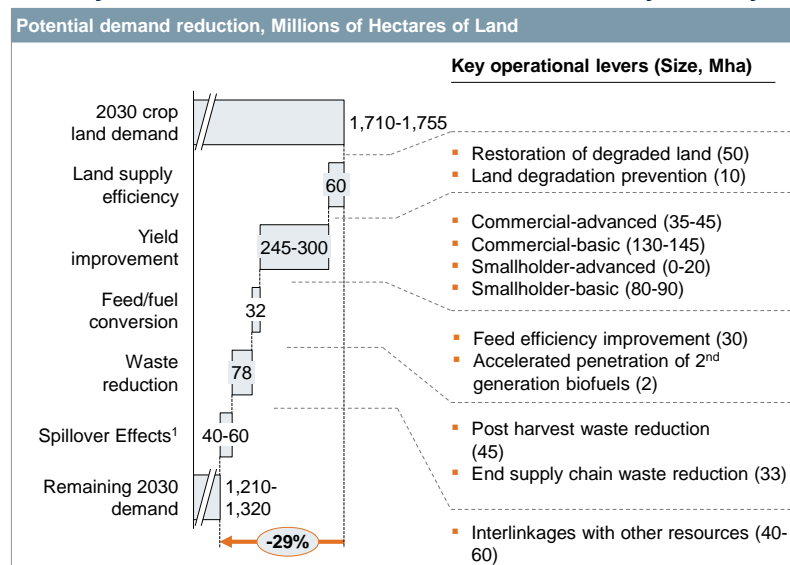 Potential demand reduction, Millions of Hectares of Land
Key operational levers (Size, Mha)
2030 crop
land demand
1,710-1,755
Land supply
efficiency
60
Restoration of degraded land (50)
Land degradation prevention (10)
Yield
improvement
245-300
Commercial-advanced (35-45)
Commercial-basic (130-145)
Smallholder-advanced (0-20)
Smallholder-basic (80-90)
Feed/fuel
conversion
32
Feed efficiency improvement (30)
Accelerated penetration of 2nd
generation biofuels (2)
Waste
reduction
78
Post harvest waste reduction
(45)
End supply chain waste reduction (33)
Spillover Effects1
40-60
Interlinkages with other resources (40-
60)
Remaining 2030
demand
1,210-
1,320
-29%